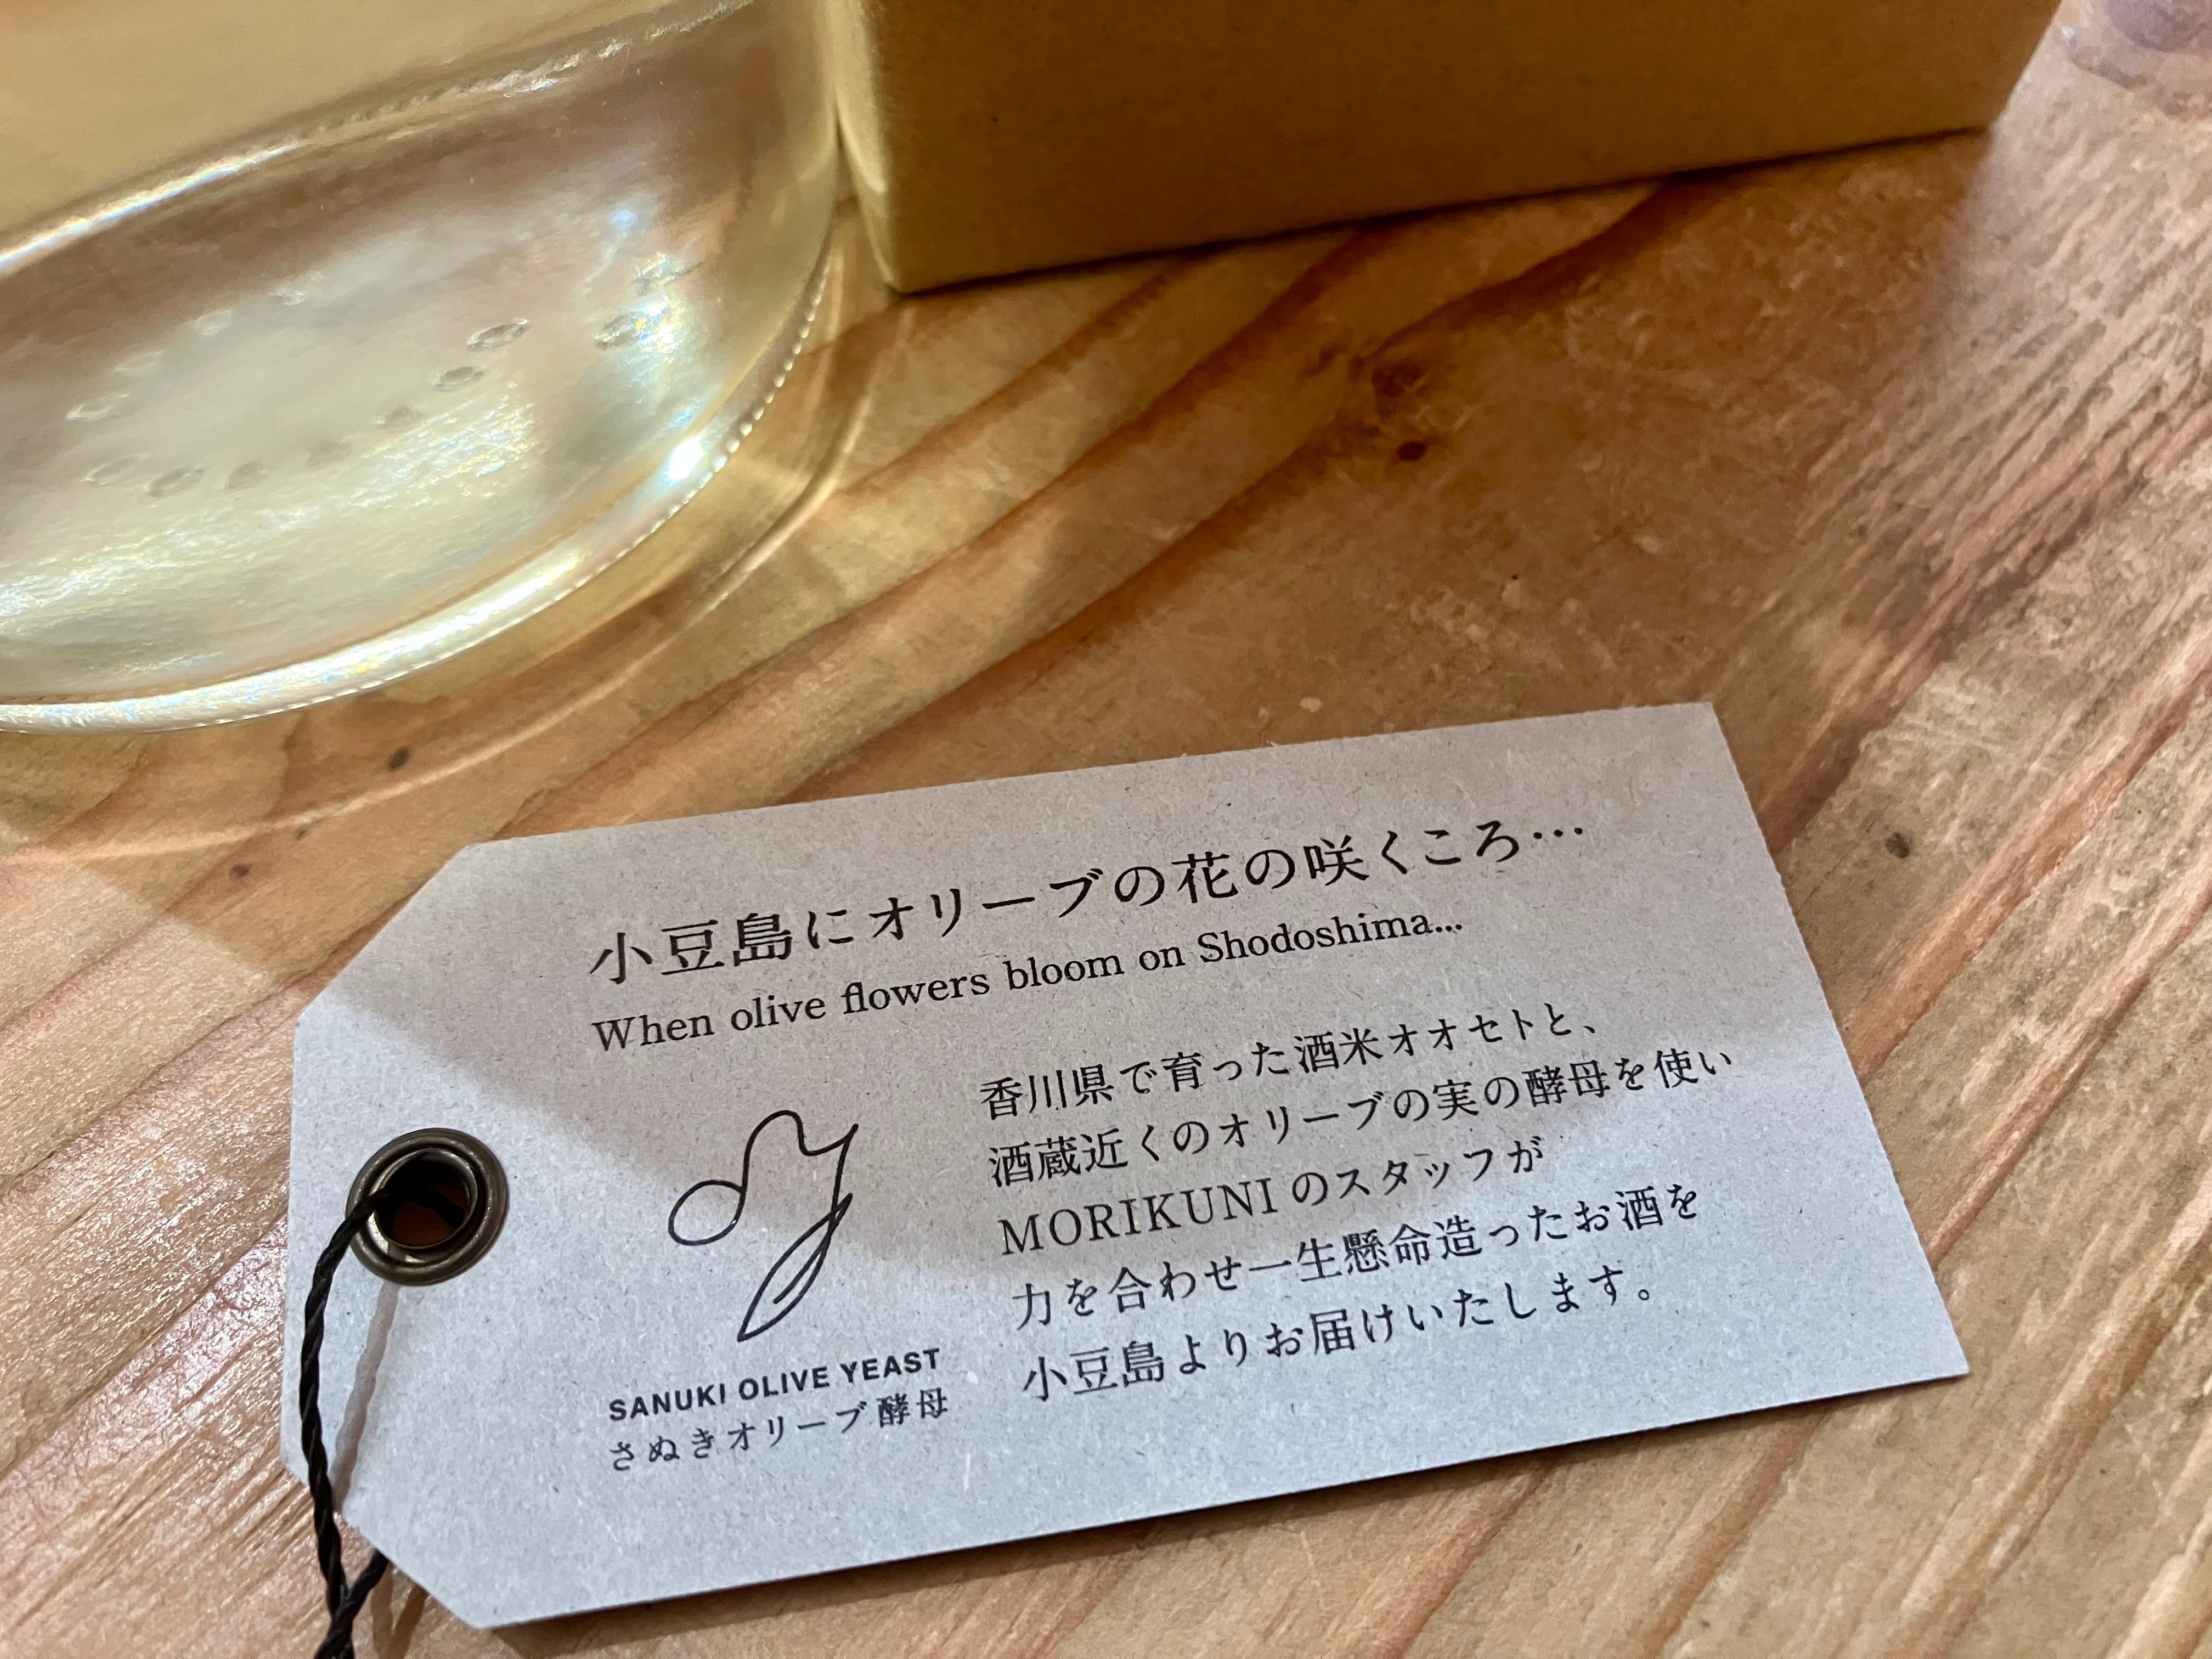 小豆島にオリーブの花の咲くころ…
When olive flowers bloom on Shodoshima...
香川県で育った酒米オオセトと、
酒蔵近くのオリーブの実の酵母を使い
MORIKUNIのスタッフが
力を合わせ一生懸命造ったお酒を
小豆島よりお届けいたします。
SANUKI OLIVE YEAST
さぬきオリーブ酵母